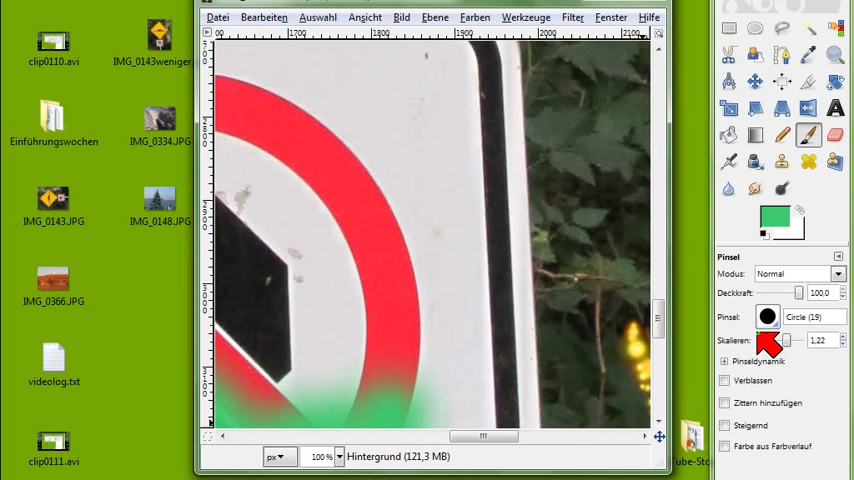 Datei Bearbeiten Auswahl Ansicht Bild Ebene Farben Werkzeuge Filter Fenster Hilfe
1700 1800 1900 2000 2100
clip0110.avi
IMG_0143weniger.
Einführungswochen
IMG_0334.JPG
IMG_0143.JPG
IMG_0148.JPG
IMG_0366.JPG
videolog.txt
clip0111.avi
px 100% Hintergrund (121,3 MB)
Pinsel
Modus: Normal
Deckkraft: 100,0
Pinsel: Circle (19)
Skalieren: 1,22
Pinseldynamik
Verblassen
Zittern hinzufügen
Steigernd
Farbe aus Farbverlauf